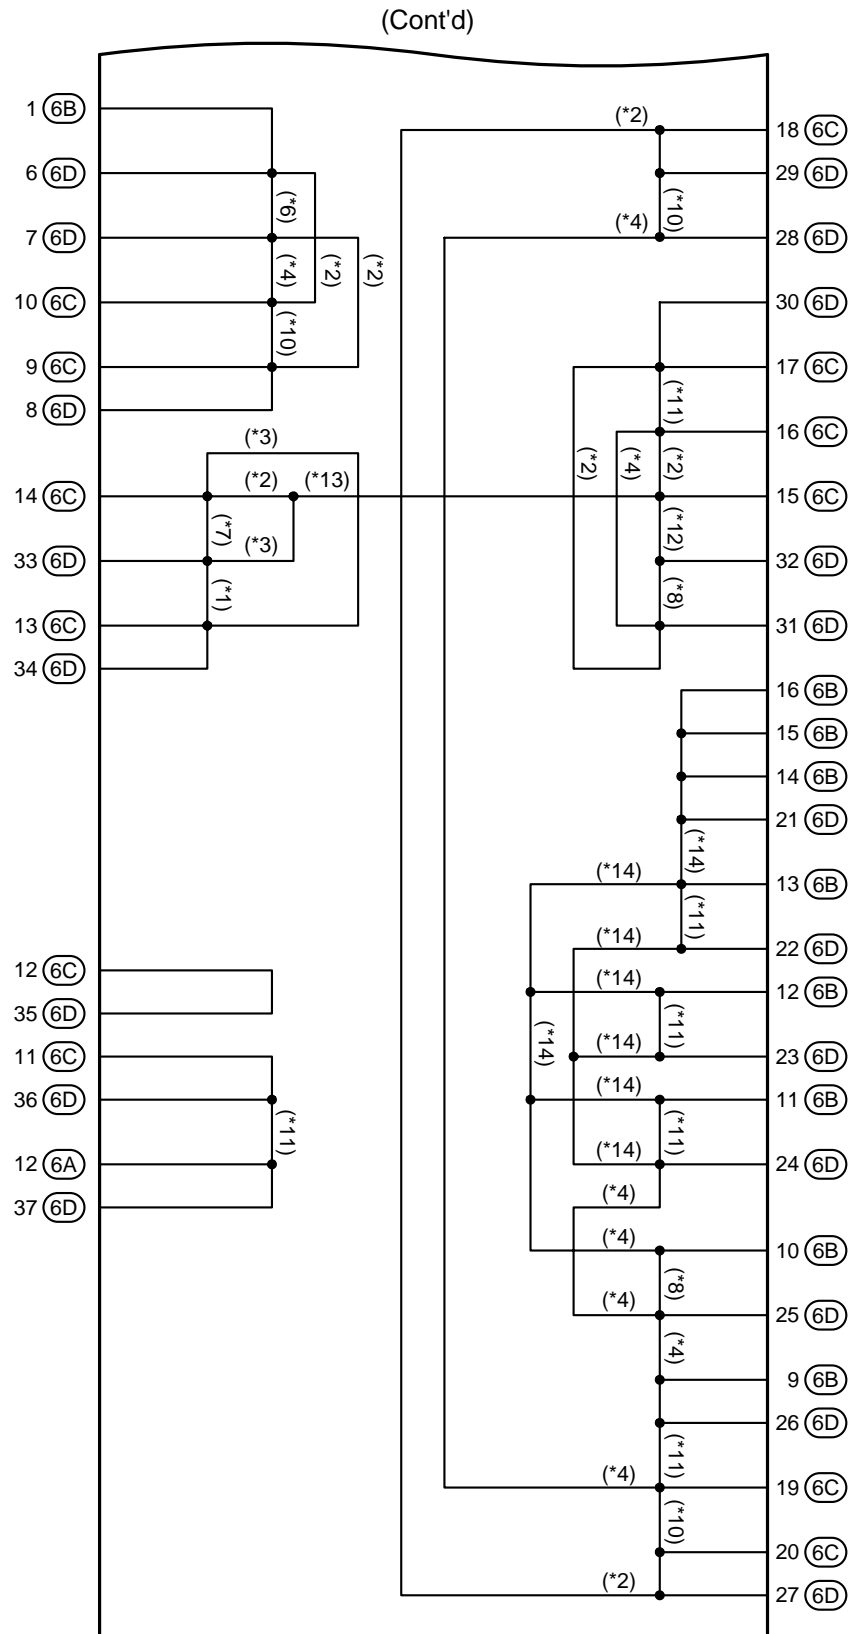 (Cont'd)
1 6B
(*2)
18 6C
6 6D
29 6D
(*6)
(*10)
7 6D
(*4)
28 6D
(*4)
(*2)
(*2)
10 6C
30 6D
(*10)
9 6C
17 6C
8 6D
(*11)
16 6C
(*3)
(*2)
(*4)
(*2)
14 6C
(*2)
(*13)
15 6C
(*7)
(*12)
33 6D
(*3)
32 6D
(*1)
(*8)
13 6C
31 6D
34 6D
16 6B
15 6B
14 6B
21 6D
(*14)
(*14)
13 6B
(*11)
(*14)
22 6D
12 6C
(*14)
12 6B
35 6D
(*14)
(*11)
11 6C
(*14)
23 6D
36 6D
(*14)
11 6B
(*11)
(*11)
12 6A
(*14)
24 6D
37 6D
(*4)
(*4)
10 6B
(*8)
(*4)
25 6D
(*4)
9 6B
26 6D
(*11)
(*4)
19 6C
(*10)
20 6C
(*2)
27 6D